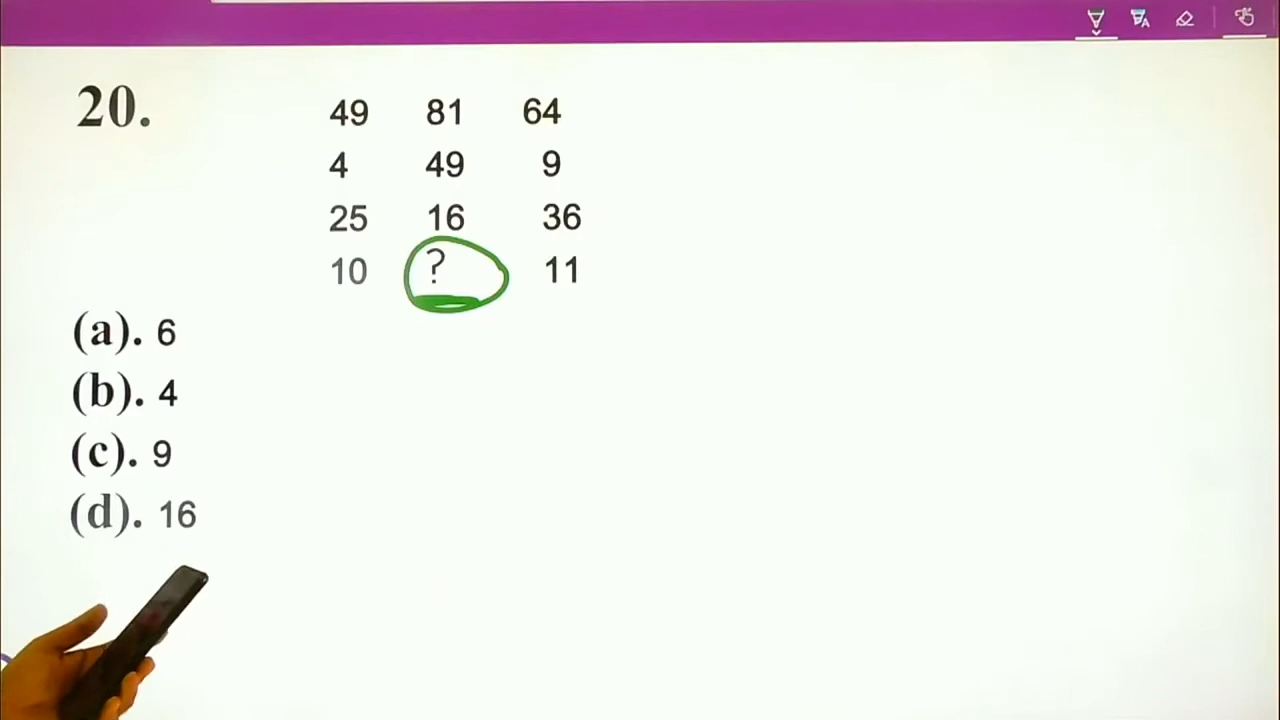 20.
49 81 64
4 49 9
25 16 36
10 ? 11
(a). 6
(b). 4
(c). 9
(d). 16